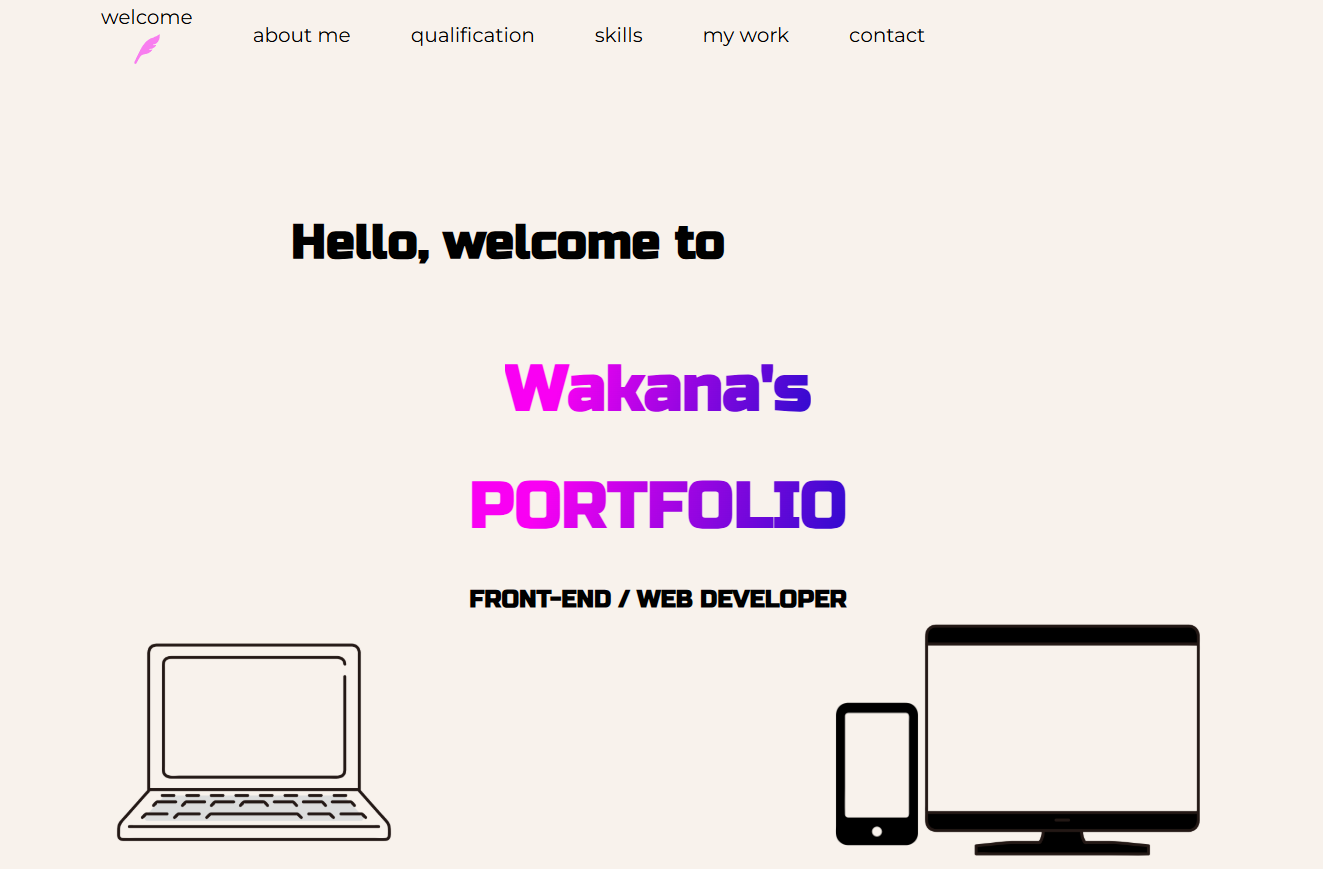 welcome
about me
qualification
skills
my work
contact
Hello, welcome to
Wakana's
PORTFOLIO
FRONT-END / WEB DEVELOPER